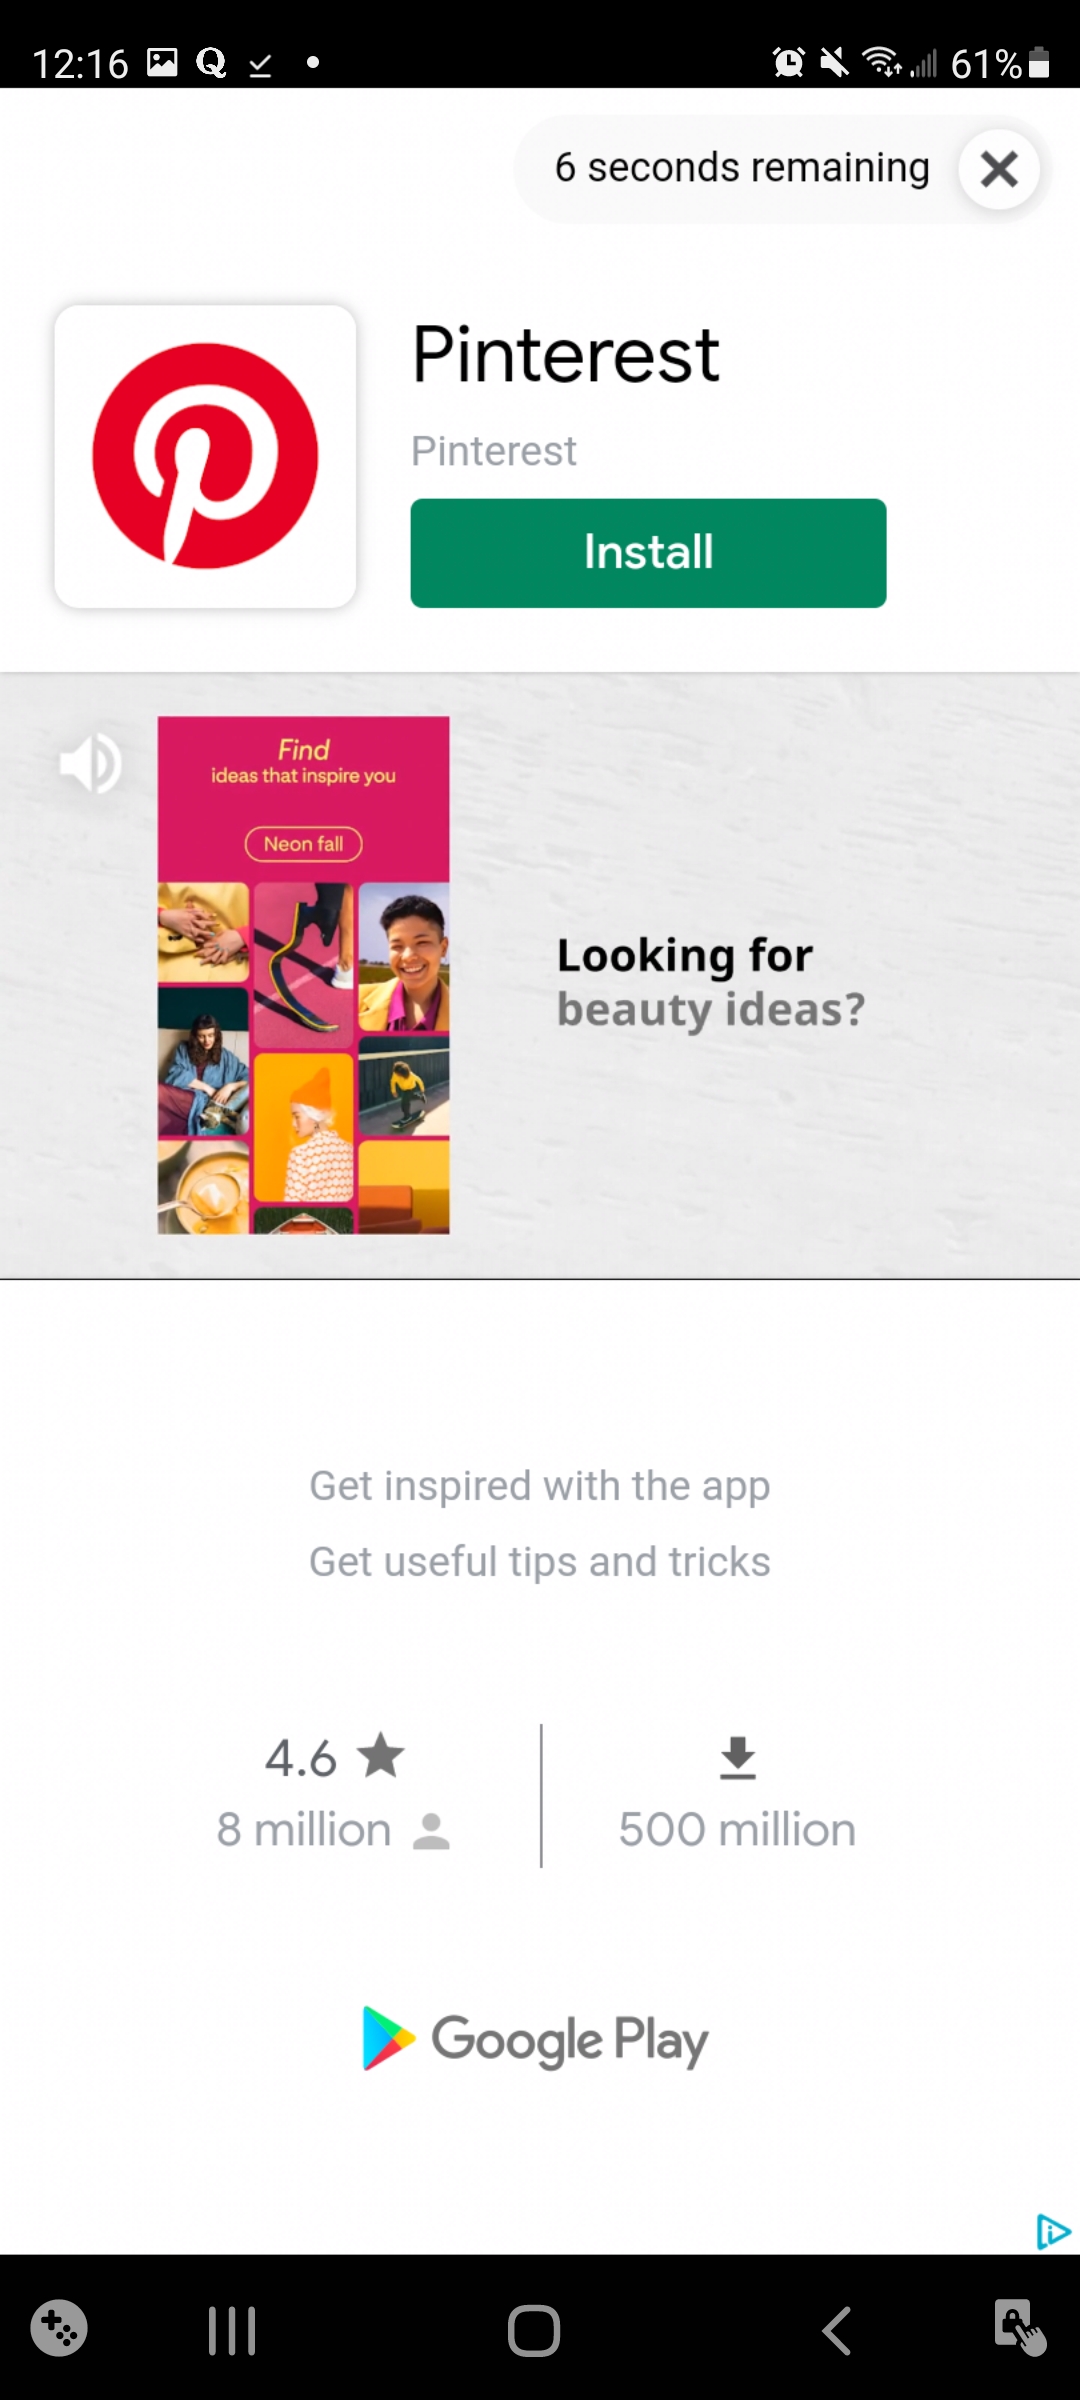 12:16
61%
6 seconds remaining
Pinterest
Pinterest
Install
Find
ideas that inspire you
Neon fall
Looking for
beauty ideas?
Get inspired with the app
Get useful tips and tricks
4.6
8 million
500 million
Google Play